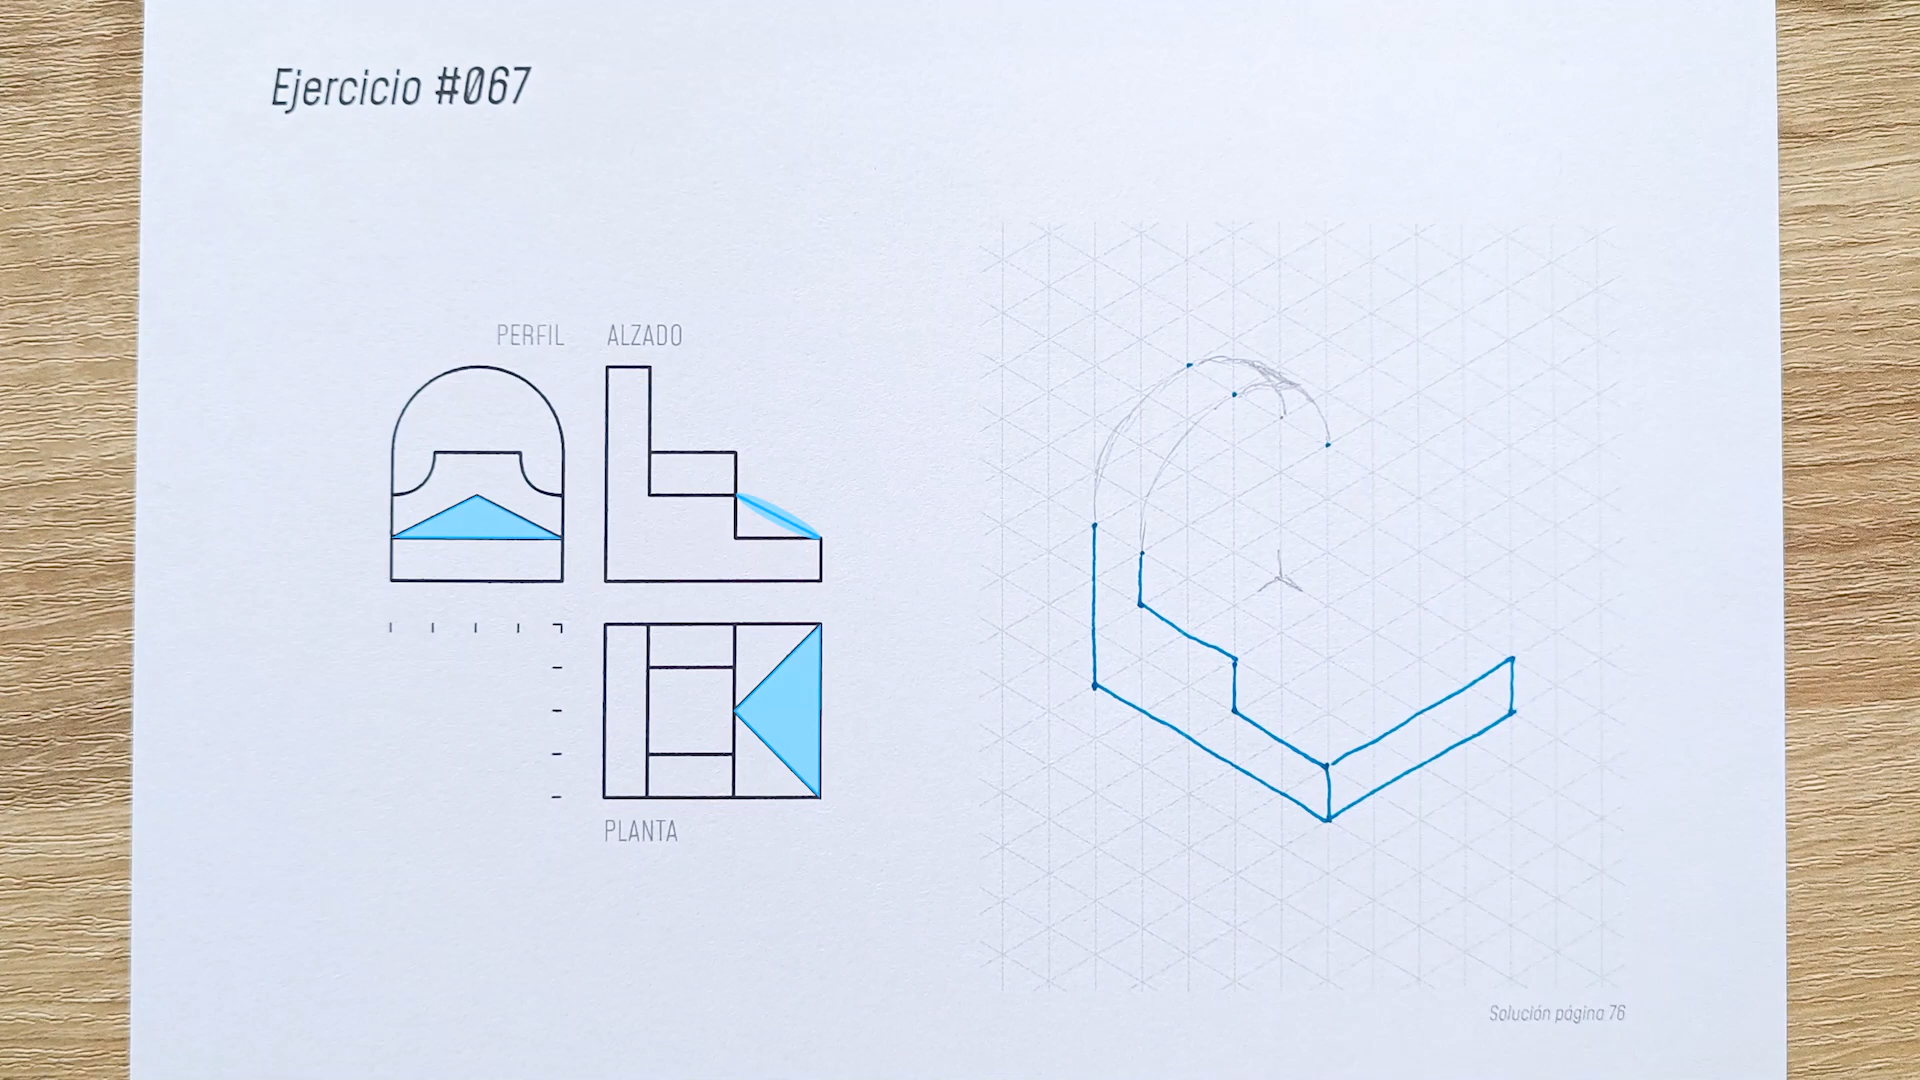 Ejercicio #067
PERFIL
ALZADO
PLANTA
Solución página 76